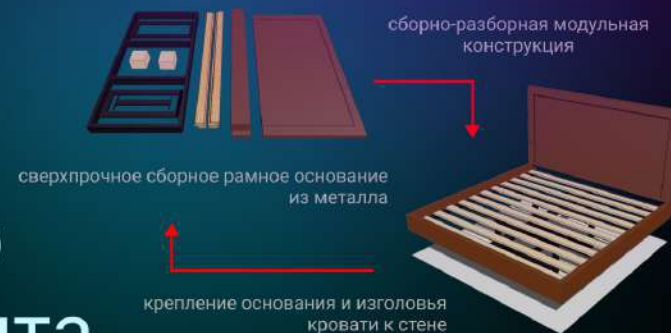 сборно-разборная модульная
конструкция
сверхпрочное сборное рамное основание
из металла
крепление основания и изголовья
кровати к стене